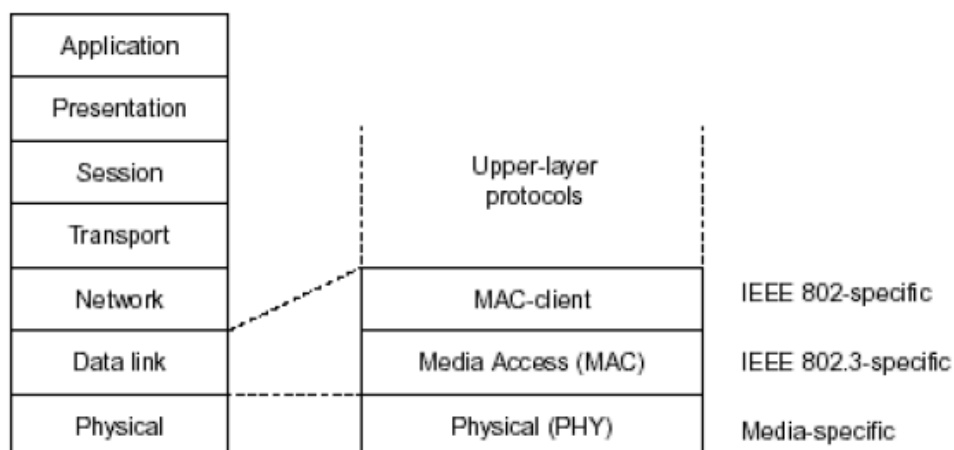 Application
Presentation
Session
Transport
Network
Data link
Physical
Upper-layer
protocols
MAC-client
Media Access (MAC)
Physical (PHY)
IEEE 802-specific
IEEE 802.3-specific
Media-specific